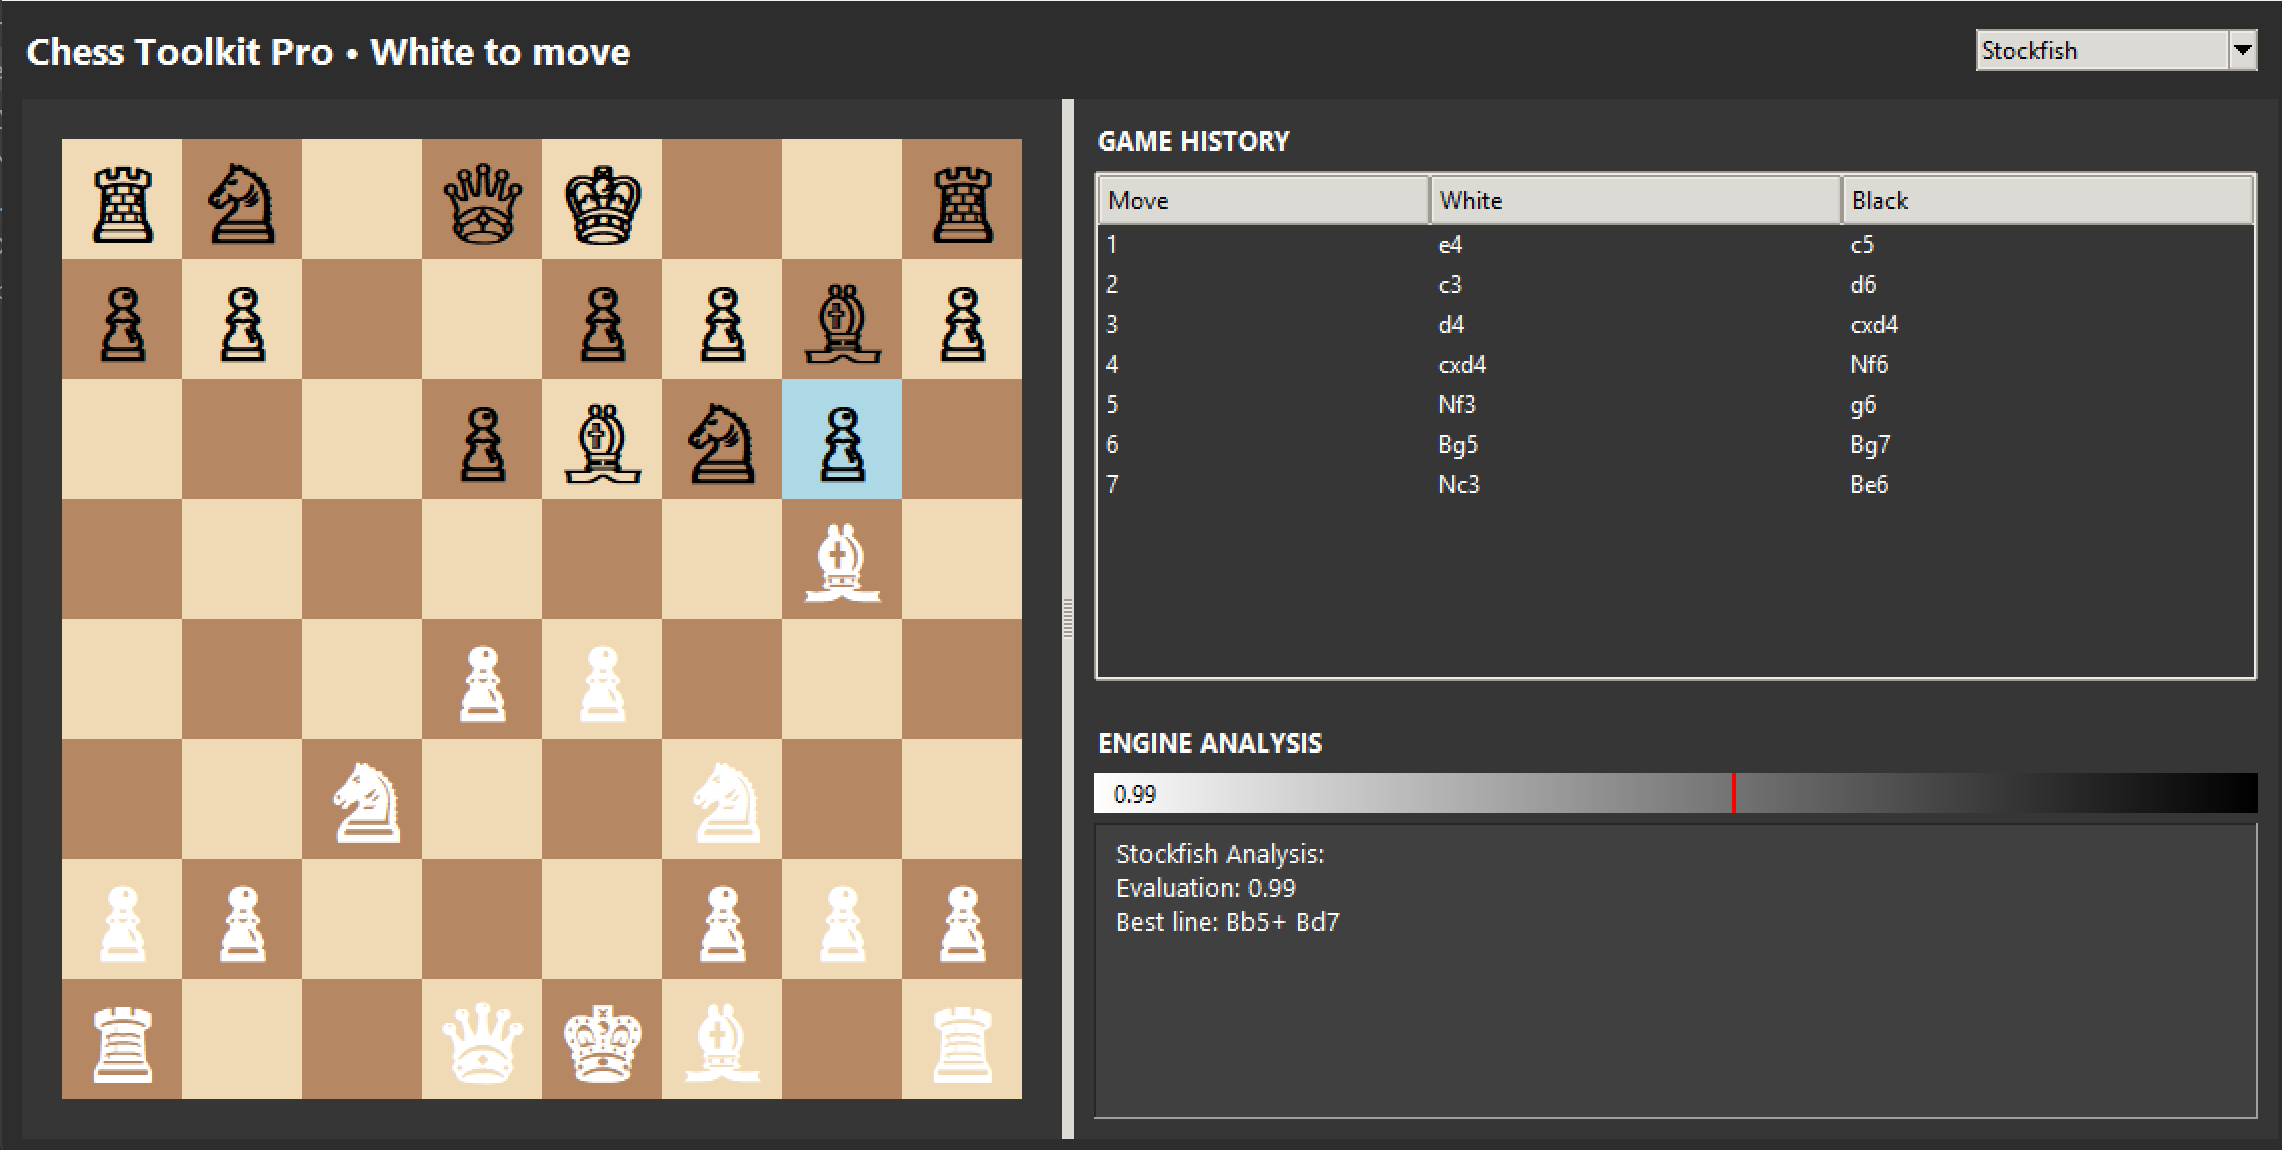 Chess Toolkit Pro • White to move
Stockfish
GAME HISTORY
Move White Black
1 e4 c5
2 c3 d6
3 d4 cxd4
4 cxd4 Nf6
5 Nf3 g6
6 Bg5 Bg7
7 Nc3 Be6
ENGINE ANALYSIS
0.99
Stockfish Analysis:
Evaluation: 0.99
Best line: Bb5+ Bd7